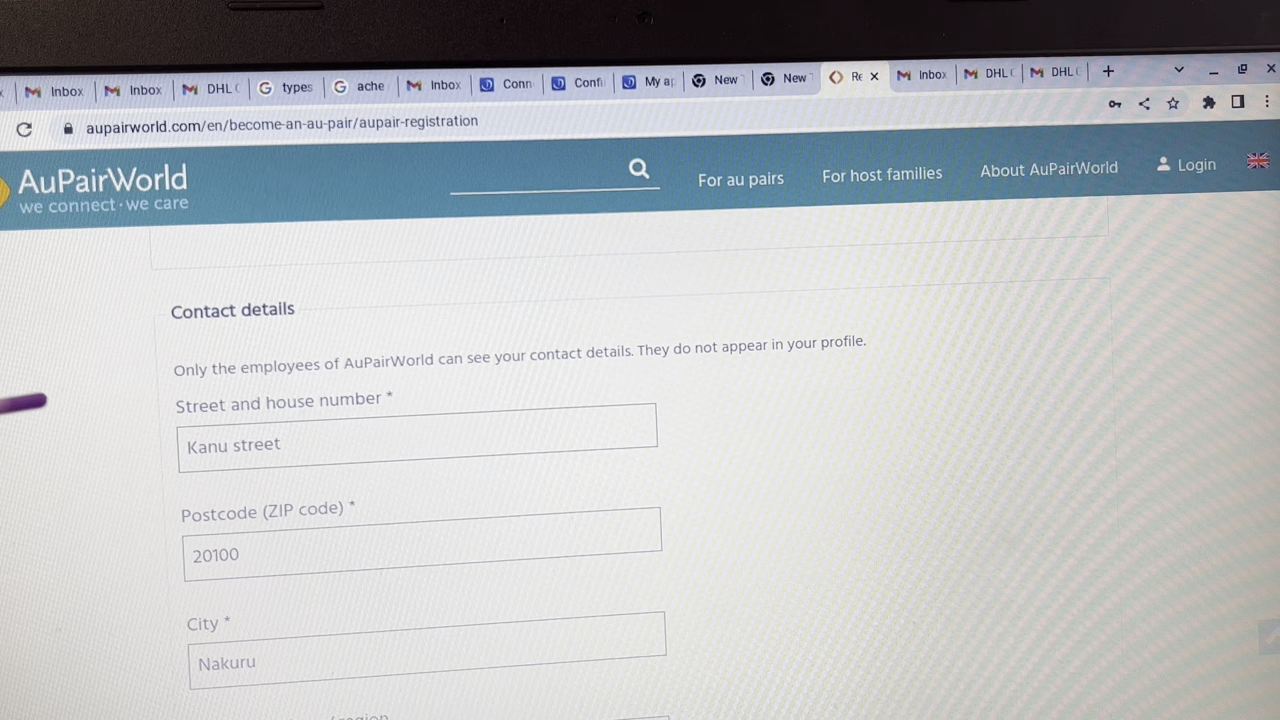 Inbox
Inbox
DHL
types
ache
Inbox
Conn
Confi
My ap
New
New
Re
Inbox
DHL
DHL
aupairworld.com/en/become-an-au-pair/aupair-registration
AuPairWorld
we connect·we care
For au pairs
For host families
About AuPairWorld
Login
Contact details
Only the employees of AuPairWorld can see your contact details. They do not appear in your profile.
Street and house number *
Kanu street
Postcode (ZIP code) *
20100
City *
Nakuru